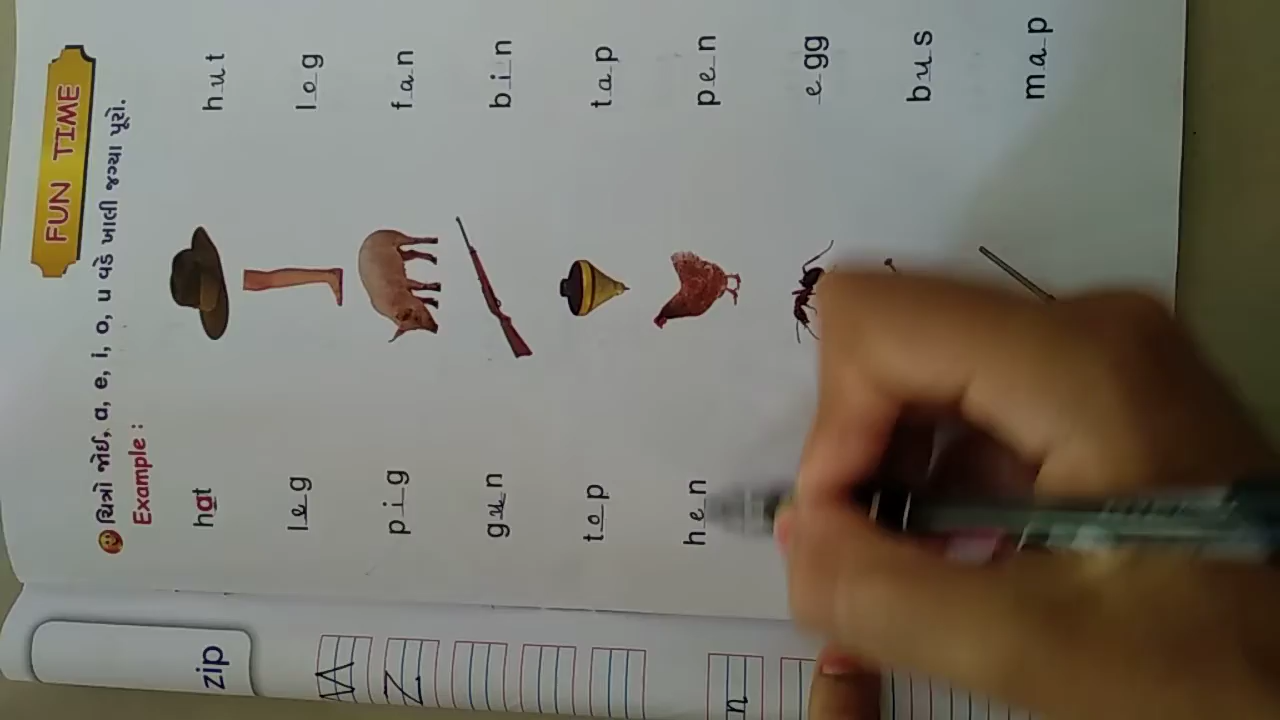 FUN TIME
ચિત્રો જોઈ, a, e, i, o, u વડે ખાલી જગ્યા પૂરો.
Example :
hat hut
leg log
pig fan
gun bin
top tap
hen pen
egg
bus
map
zip
Z
n